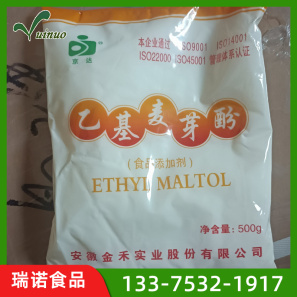 Yuinuo
本企业通过 ISO9001 ISO14001
ISO22000 ISO45001 管理体系认证
京达
乙基麦芽酚
(食品添加剂)
ETHYL MALTOL
净含量: 500g
安徽金禾实业股份有限公司
瑞诺食品 133-7532-1917